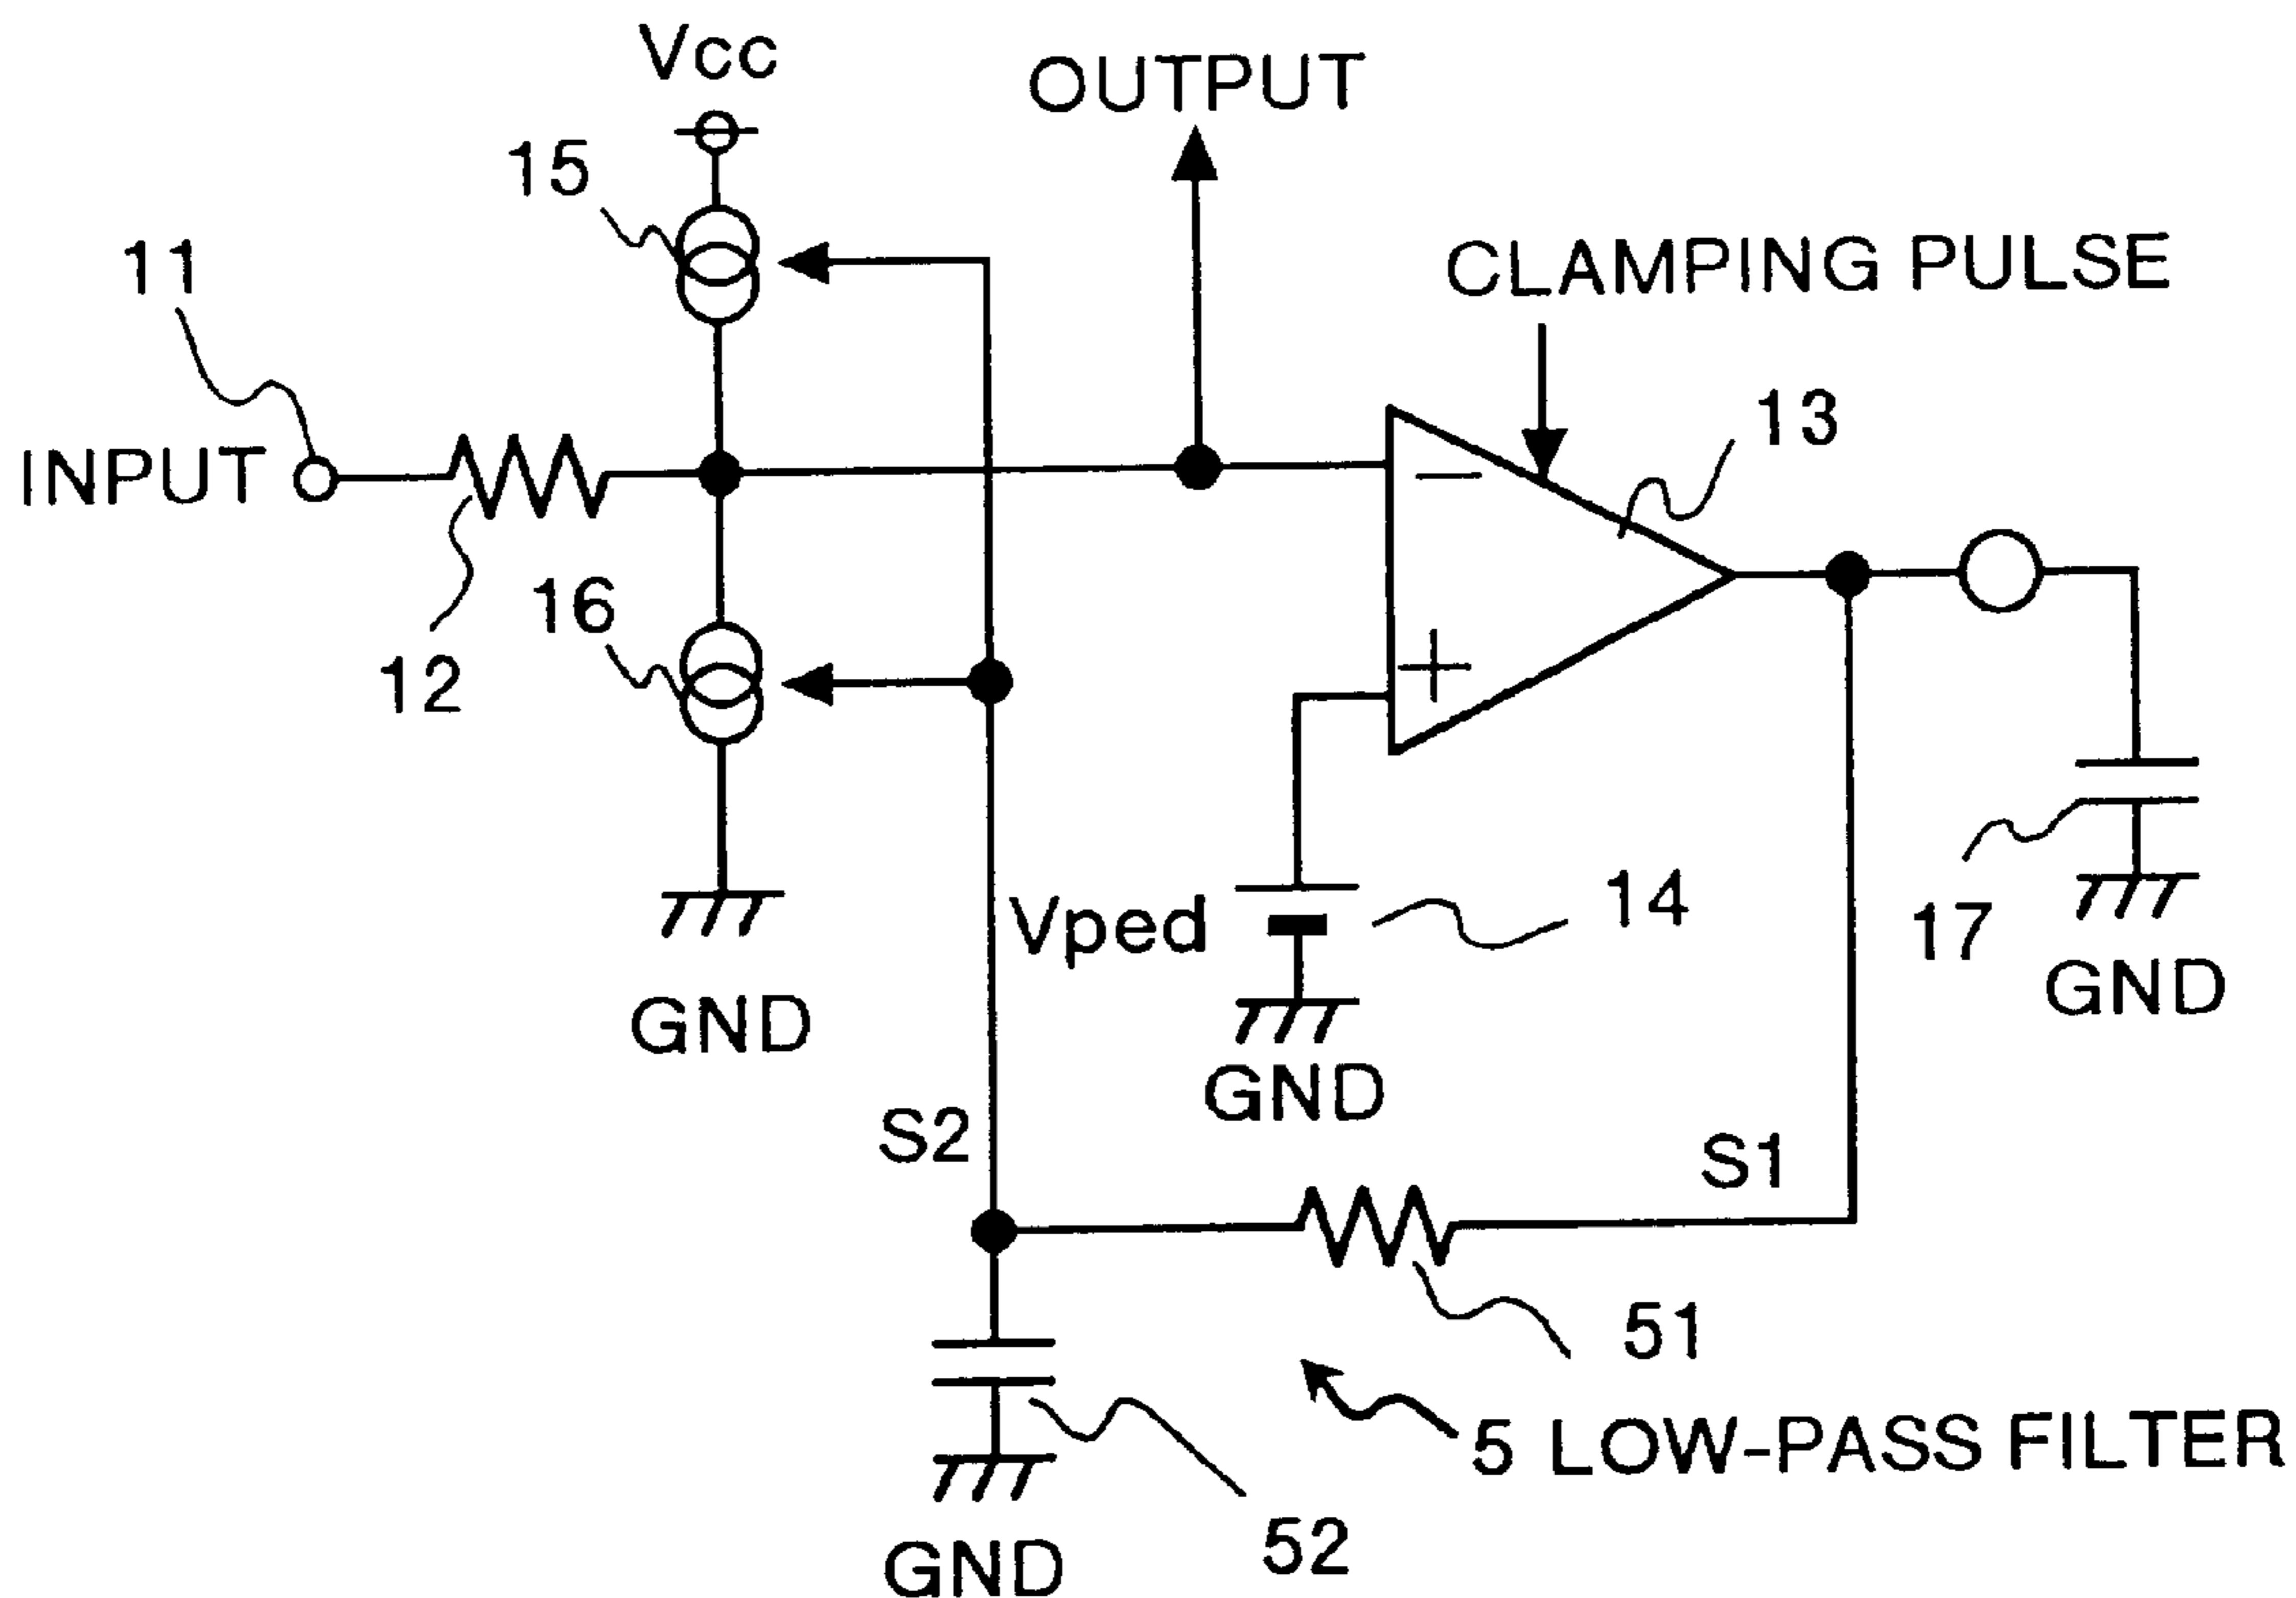 Vcc
OUTPUT
15
11
CLAMPING PULSE
13
INPUT
−
16
12
+
Vped
14
17
GND
GND
GND
S2
S1
51
5 LOW-PASS FILTER
52
GND